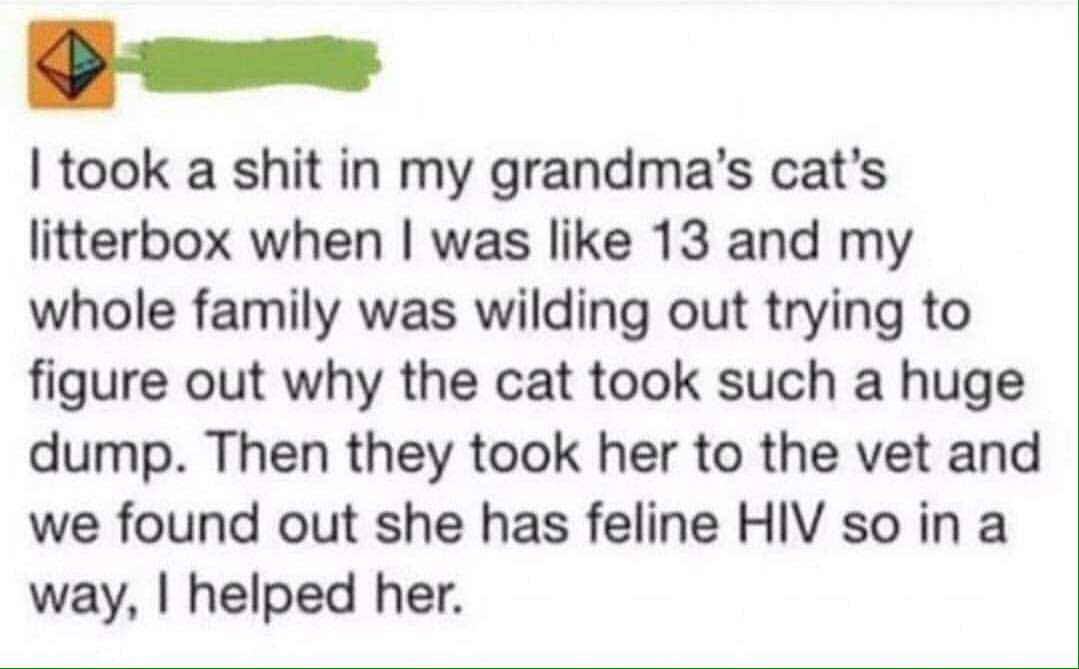 I took a shit in my grandma's cat's
litterbox when I was like 13 and my
whole family was wilding out trying to
figure out why the cat took such a huge
dump. Then they took her to the vet and
we found out she has feline HIV so in a
way, I helped her.